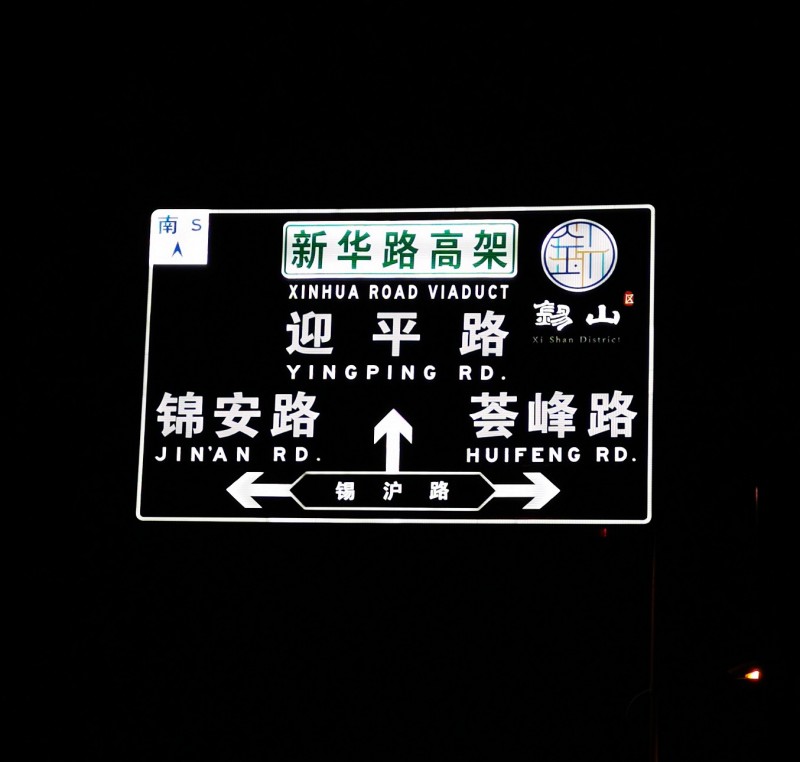 南 S
新华路高架
XINHUA ROAD VIADUCT
锡山
区
Xi Shan District
迎平路
YINGPING RD.
锦安路
JIN'AN RD.
荟峰路
HUIFENG RD.
锡沪路